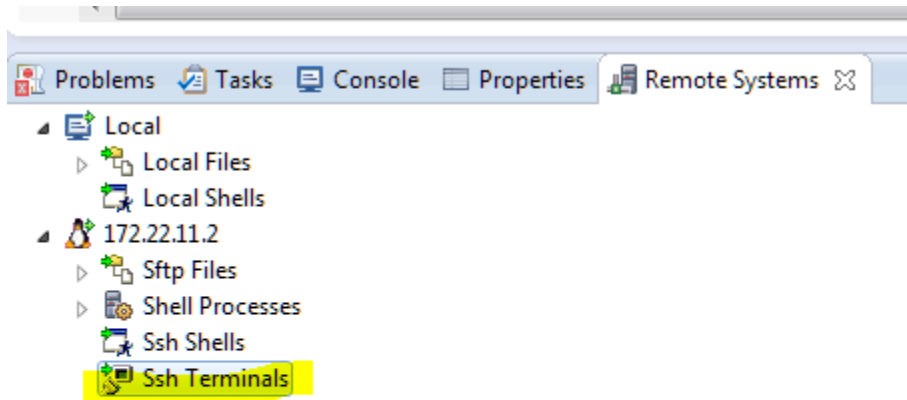 Problems Tasks Console Properties Remote Systems
Local
Local Files
Local Shells
172.22.11.2
Sftp Files
Shell Processes
Ssh Shells
Ssh Terminals